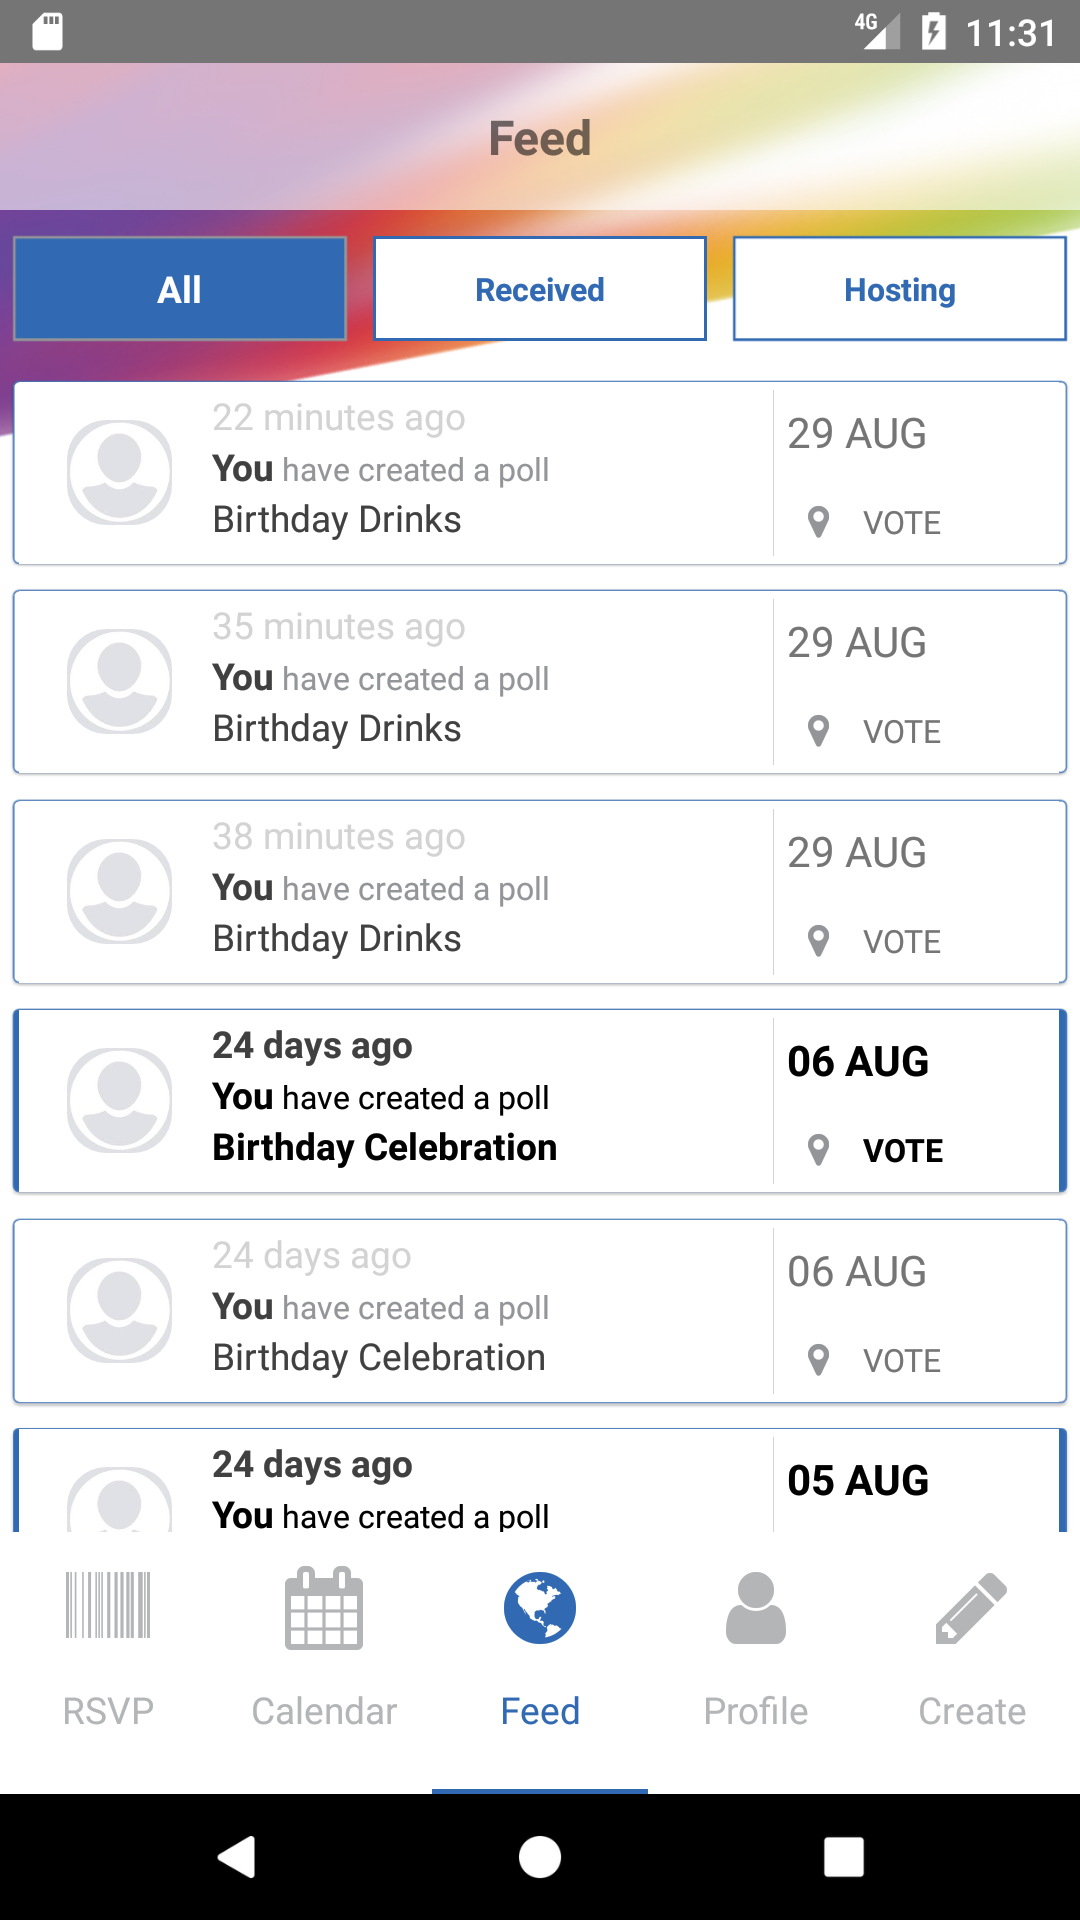 4G 11:31
Feed
All
Received
Hosting
22 minutes ago
You have created a poll
Birthday Drinks
29 AUG
VOTE
35 minutes ago
You have created a poll
Birthday Drinks
29 AUG
VOTE
38 minutes ago
You have created a poll
Birthday Drinks
29 AUG
VOTE
24 days ago
You have created a poll
Birthday Celebration
06 AUG
VOTE
24 days ago
You have created a poll
Birthday Celebration
06 AUG
VOTE
24 days ago
You have created a poll
05 AUG
RSVP
Calendar
Feed
Profile
Create